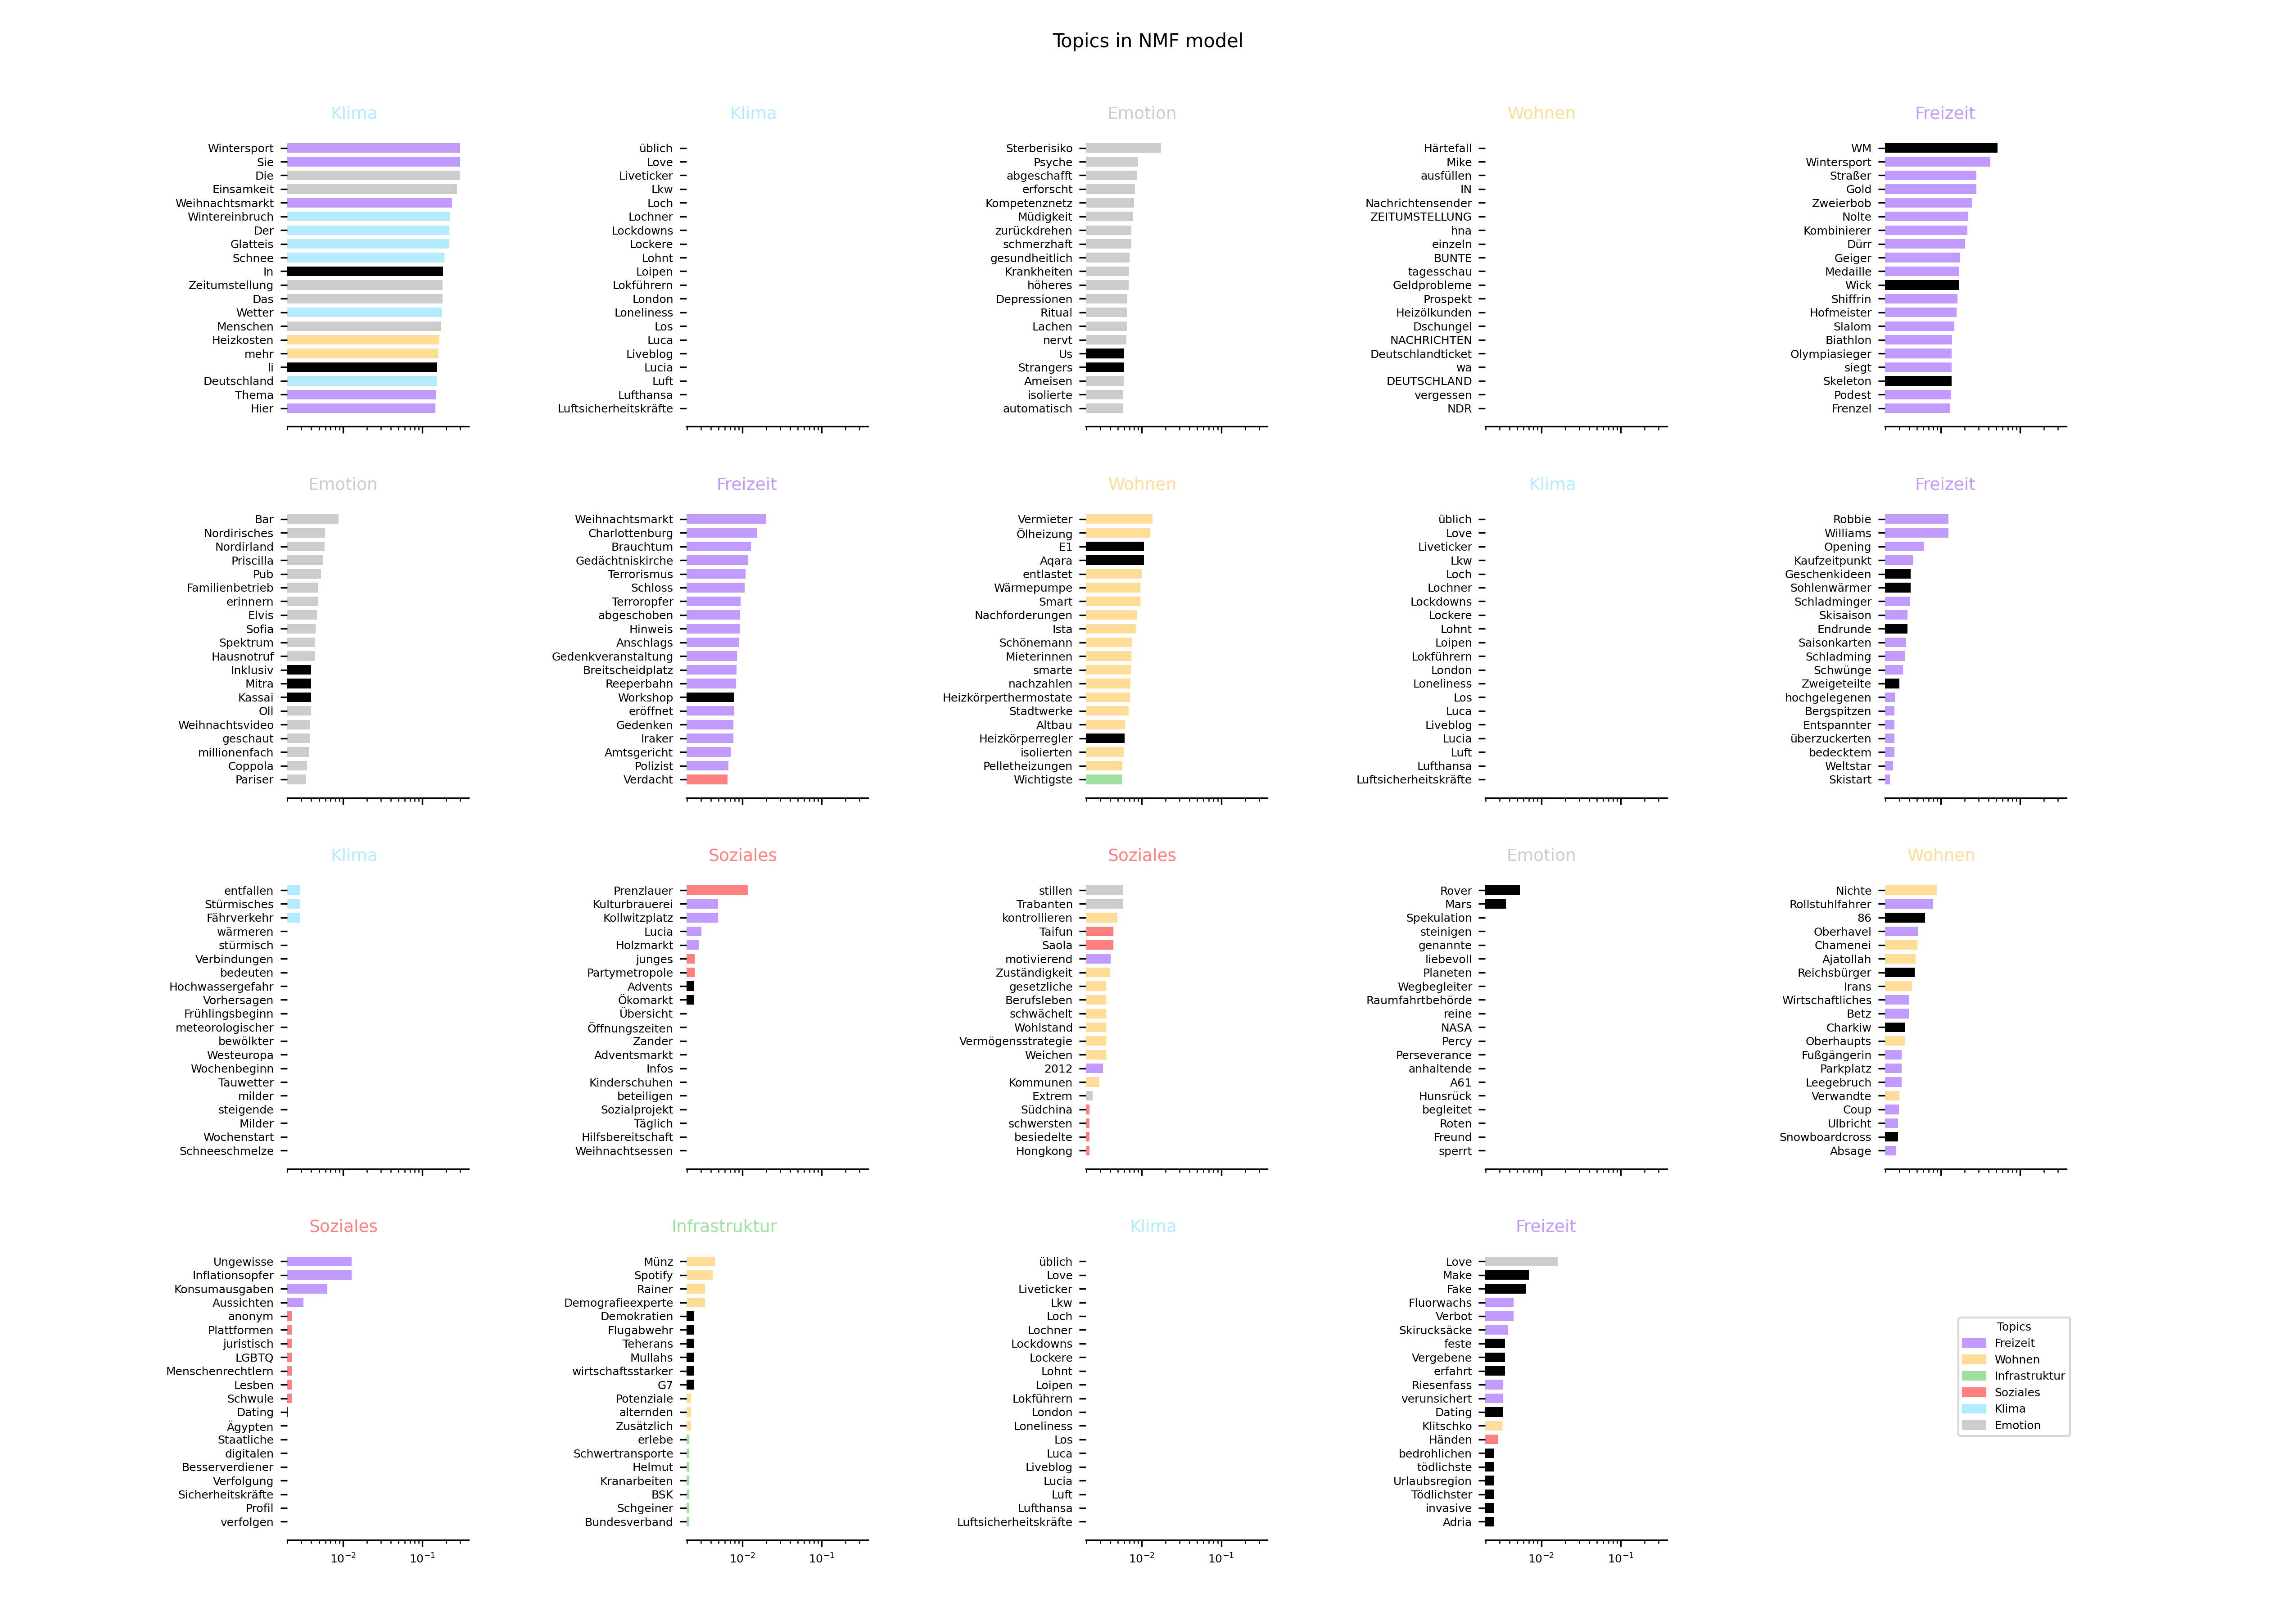 Topics in NMF model
Klima
Wintersport
Sie
Die
Einsamkeit
Weihnachtsmarkt
Wintereinbruch
Der
Glatteis
Schnee
In
Zeitumstellung
Das
Wetter
Menschen
Heizkosten
mehr
Deutschland
Thema
Hier
Klima
üblich
Love
Liveticker
Lkw
Loch
Lochner
Lockdowns
Lockere
Lohnt
Loipen
Lokführern
London
Loneliness
Los
Luca
Liveblog
Lucia
Luft
Lufthansa
Luftsicherheitskräfte
Emotion
Sterberisiko
Psyche
abgeschafft
erforscht
Kompetenznetz
Müdigkeit
zurückdrehen
schmerzhaft
gesundheitlich
Krankheiten
höheres
Depressionen
Ritual
Lachen
nervt
Us
Strangers
Ameisen
isolierte
automatisch
Wohnen
Härtefall
Mike
ausfüllen
IN
Nachrichtensender
ZEITUMSTELLUNG
hna
einzeln
BUNTE
tagesschau
Geldprobleme
Prospekt
Heizölkunden
Dschungel
NACHRICHTEN
Deutschlandticket
wa
DEUTSCHLAND
vergessen
NDR
Freizeit
WM
Wintersport
Straßer
Gold
Zweierbob
Nolte
Kombinierer
Dürr
Geiger
Medaille
Wick
Shiffrin
Hofmeister
Slalom
Biathlon
Olympiasieger
siegt
Skeleton
Podest
Frenzel
Emotion
Bar
Nordirisches
Nordirland
Priscilla
Pub
Familienbetrieb
erinnern
Elvis
Sofia
Spektrum
Hausnotruf
Inklusiv
Mitra
Kassai
Oll
Weihnachtsvideo
geschaut
millionenfach
Coppola
Pariser
Freizeit
Weihnachtsmarkt
Charlottenburg
Brauchtum
Gedächtniskirche
Terrorismus
Schloss
Terroropfer
abgeschoben
Hinweis
Anschlags
Gedenkveranstaltung
Breitscheidplatz
Reeperbahn
Workshop
eröffnet
Gedenken
Iraker
Amtsgericht
Polizist
Verdacht
Wohnen
Vermieter
Ölheizung
E1
Aqara
entlastet
Wärmepumpe
Smart
Nachforderungen
Ista
Schönemann
Mieterinnen
smarte
nachzahlen
Heizkörperthermostate
Stadtwerke
Altbau
Heizkörperregler
isolierten
Pelletheizungen
Wichtigste
Klima
üblich
Love
Liveticker
Lkw
Loch
Lochner
Lockdowns
Lockere
Lohnt
Loipen
Lokführern
London
Loneliness
Los
Luca
Liveblog
Lucia
Luft
Lufthansa
Luftsicherheitskräfte
Freizeit
Robbie
Williams
Opening
Kaufzeitpunkt
Geschenkideen
Sohlenwärmer
Schladminger
Skisaison
Endrunde
Saisonkarten
Schladming
Schwünge
Zweigeteilte
hochgelegenen
Bergspitzen
Entspannter
überzuckerten
bedecktem
Weltstar
Skistart
Klima
entfallen
Stürmisches
Fährverkehr
wärmeren
stürmisch
Verbindungen
bedeuten
Hochwassergefahr
Vorhersagen
Frühlingsbeginn
meteorologischer
bewölkter
Westeuropa
Wochenbeginn
Tauwetter
milder
steigende
Milder
Wochenstart
Schneeschmelze
Soziales
Prenzlauer
Kulturbrauerei
Kollwitzplatz
Lucia
Holzmarkt
junges
Partymetropole
Advents
Ökomarkt
Übersicht
Öffnungszeiten
Zander
Adventsmarkt
Infos
Kinderschuhen
beteiligen
Sozialprojekt
Täglich
Hilfsbereitschaft
Weihnachtsessen
Soziales
stillen
Trabanten
kontrollieren
Taifun
Saola
motivierend
Zuständigkeit
gesetzliche
Berufsleben
schwächelt
Wohlstand
Vermögensstrategie
Weichen
2012
Kommunen
Extrem
Südchina
schwersten
besiedelte
Hongkong
Emotion
Rover
Mars
Spekulation
steinigen
genannte
liebevoll
Planeten
Wegbegleiter
Raumfahrtbehörde
reine
NASA
Percy
Perseverance
anhaltende
A61
Hunsrück
begleitet
Roten
Freund
sperrt
Wohnen
Nichte
Rollstuhlfahrer
86
Oberhavel
Chamenei
Ajatollah
Reichsbürger
Irans
Wirtschaftliches
Betz
Charkiw
Oberhaupts
Fußgängerin
Parkplatz
Leegebruch
Verwandte
Coup
Ulbricht
Snowboardcross
Absage
Soziales
Ungewisse
Inflationsopfer
Konsumausgaben
Aussichten
anonym
Plattformen
juristisch
LGBTQ
Menschenrechtlern
Lesben
Schwule
Dating
Ägypten
Staatliche
digitalen
Besserverdiener
Verfolgung
Sicherheitskräfte
Profil
verfolgen
10⁻² 10⁻¹
Infrastruktur
Münz
Spotify
Rainer
Demografieexperte
Demokratien
Flugabwehr
Teherans
Mullahs
wirtschaftsstarker
G7
Potenziale
alternden
Zusätzlich
erlebe
Schwertransporte
Helmut
Kranarbeiten
BSK
Schgeiner
Bundesverband
10⁻² 10⁻¹
Klima
üblich
Love
Liveticker
Lkw
Loch
Lochner
Lockdowns
Lockere
Lohnt
Loipen
Lokführern
London
Loneliness
Los
Luca
Liveblog
Lucia
Luft
Lufthansa
Luftsicherheitskräfte
10⁻² 10⁻¹
Freizeit
Love
Make
Fake
Fluorwachs
Verbot
Skirucksäcke
feste
Vergebene
erfahrt
Riesenfass
verunsichert
Dating
Klitschko
Händen
bedrohlichen
tödlichste
Urlaubsregion
Tödlichster
invasive
Adria
10⁻² 10⁻¹
Topics
Freizeit
Wohnen
Infrastruktur
Soziales
Klima
Emotion